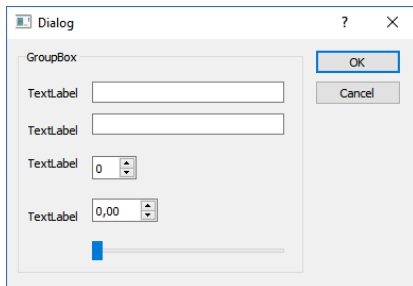 Dialog ?
GroupBox
OK
TextLabel
Cancel
TextLabel
TextLabel 0
TextLabel 0,00